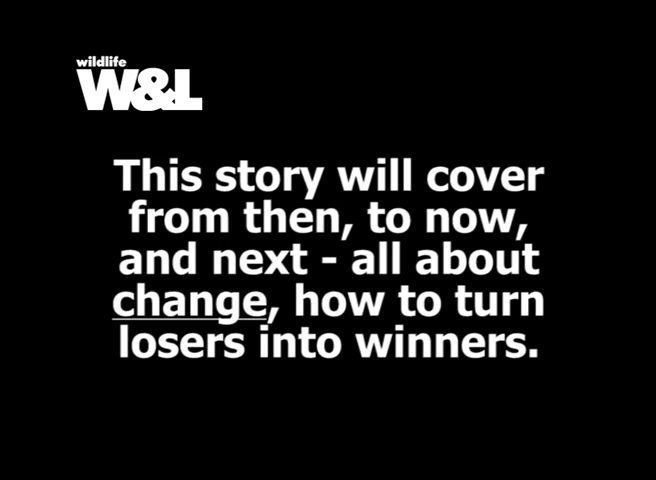 wildlife
W&L
This story will cover
from then, to now,
and next - all about
change, how to turn
losers into winners.